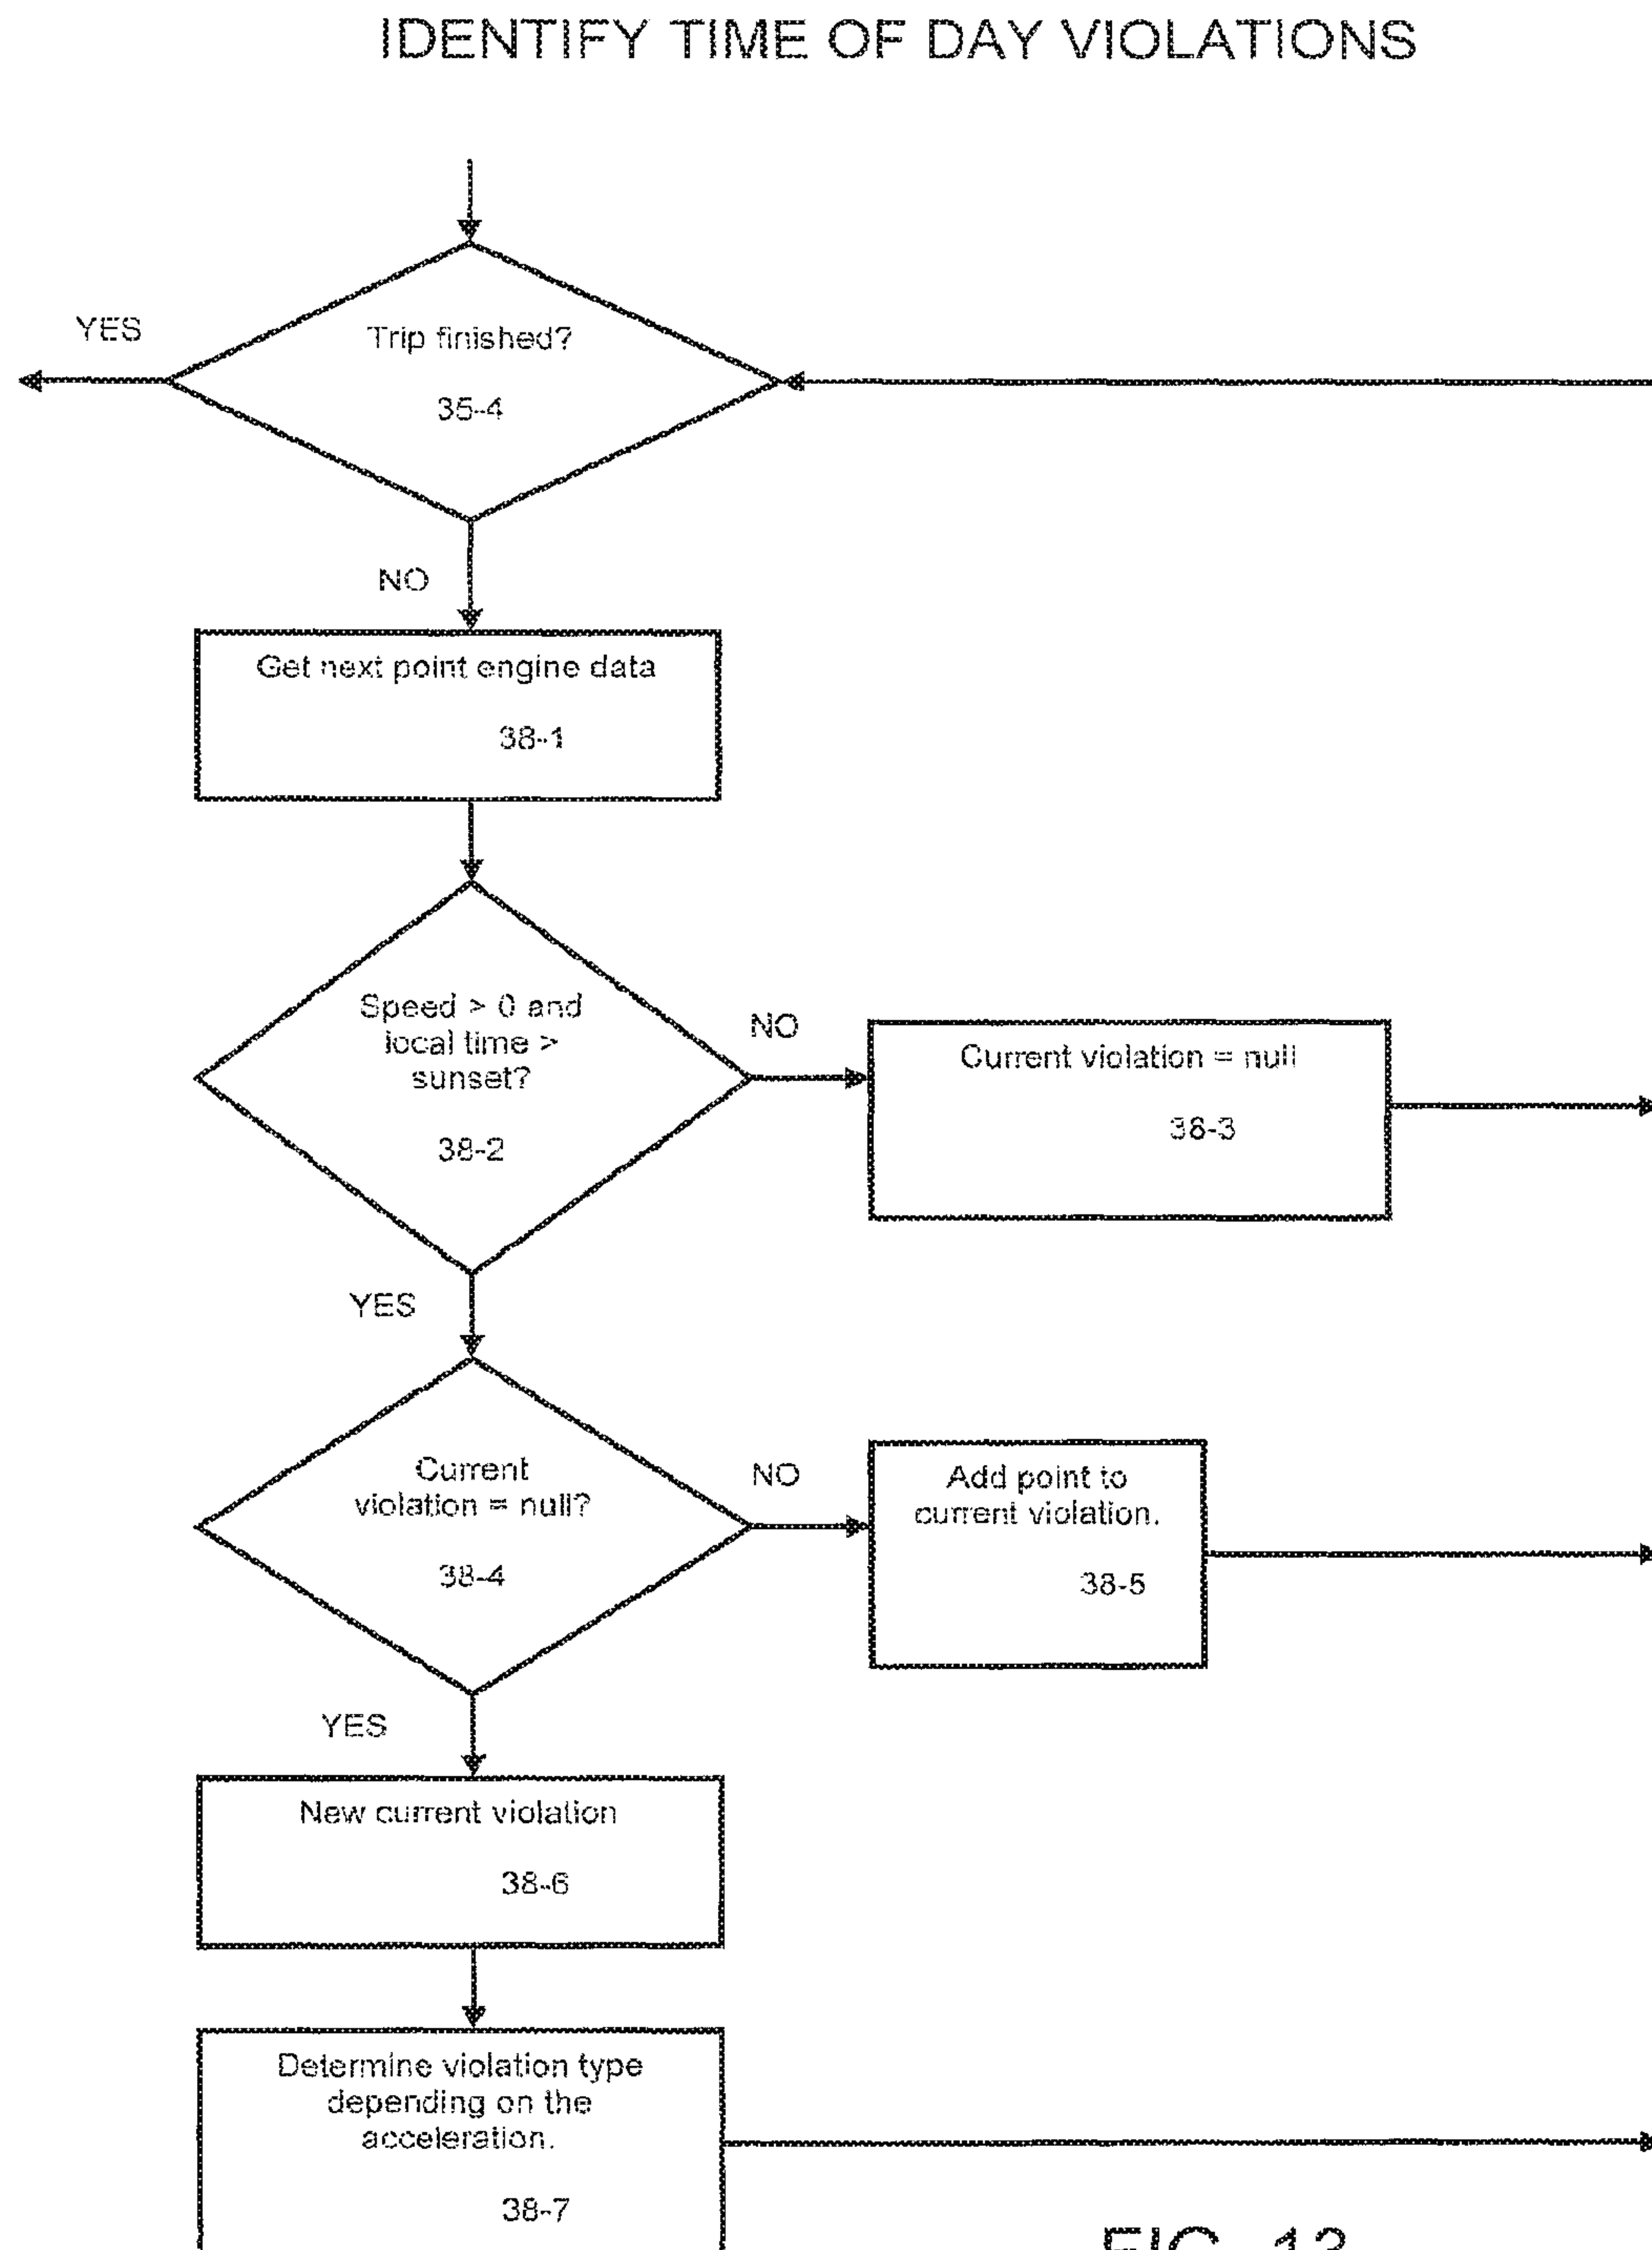 IDENTIFY TIME OF DAY VIOLATIONS
YES
Trip finished?
35-4
NO
Get next point engine data
38-1
Speed > 0 and
local time >
sunset?
38-2
NO
Current violation = null
38-3
YES
Current
violation = null?
38-4
NO
Add point to
current violation.
38-5
YES
New current violation
38-6
Determine violation type
depending on the
acceleration.
38-7
FIG. 13